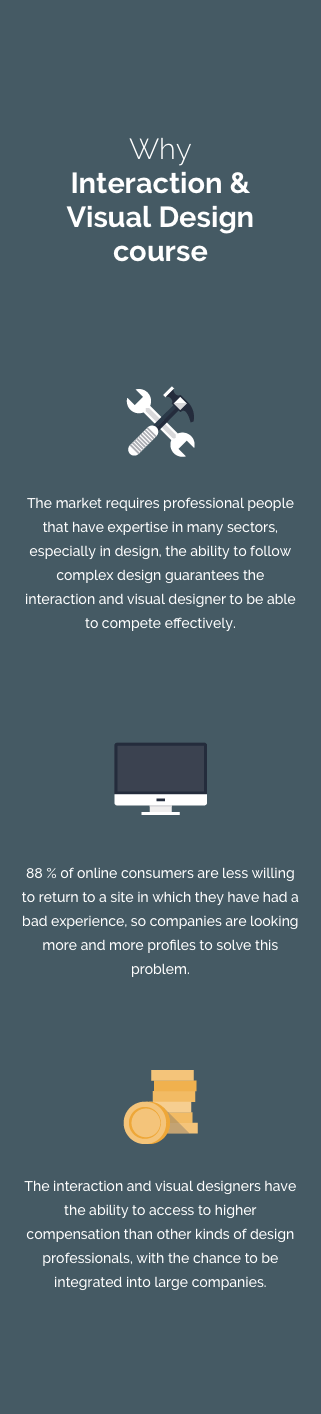 Why
Interaction &
Visual Design
course
The market requires professional people
that have expertise in many sectors,
especially in design, the ability to follow
complex design guarantees the
interaction and visual designer to be able
to compete effectively.
88 % of online consumers are less willing
to return to a site in which they have had a
bad experience, so companies are looking
more and more profiles to solve this
problem.
The interaction and visual designers have
the ability to access to higher
compensation than other kinds of design
professionals, with the chance to be
integrated into large companies.